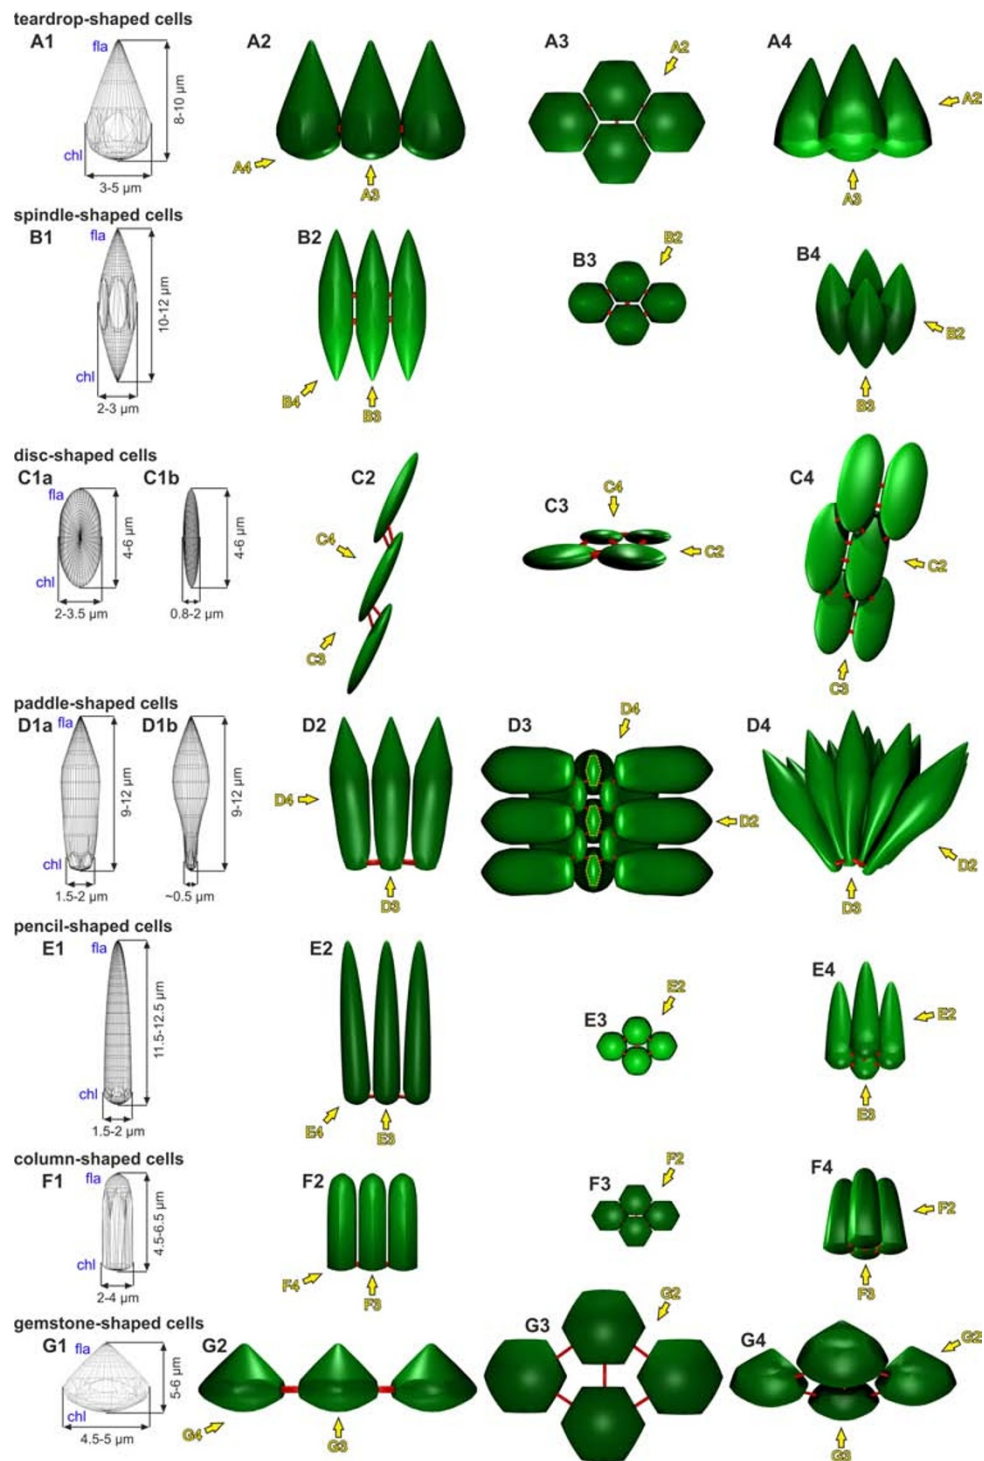 teardrop-shaped cells
A1 fla A2 A3 A2 A4
8-10 µm
A2
chl
A4 A3 A3
3-5 µm
spindle-shaped cells
B1 fla B2 B3 B2 B4
10-12 µm
B2
chl
B4 B3 B3
2-3 µm
disc-shaped cells
C1a C1b C2 C3 C4 C4
fla
4-6 µm 4-6 µm
C4 C2 C2
chl
2-3.5 µm 0.8-2 µm
C3 C3
paddle-shaped cells
D1a fla D1b D2 D3 D4 D4
9-12 µm 9-12 µm
D4 D2 D2
chl
1.5-2 µm ~0.5 µm
D3 D3
pencil-shaped cells
E1 fla E2 E3 E2 E4
11.5-12.5 µm
E2
chl
E4 E3 E3
1.5-2 µm
column-shaped cells
F1 fla F2 F3 F2 F4
4.5-6.5 µm
F2
chl
F4 F3 F3
2-4 µm
gemstone-shaped cells
G1 fla G2 G3 G2 G4 G2
5-6 µm
chl
G4 G3 G3
4.5-5 µm